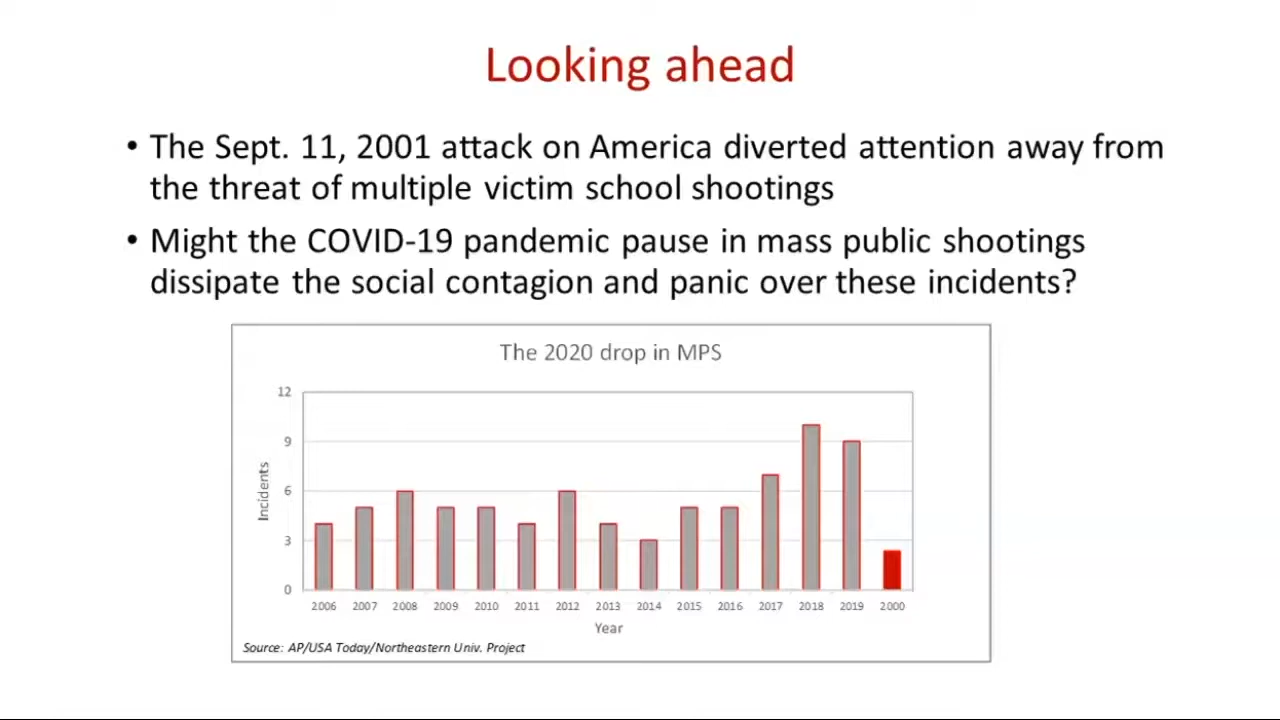 Looking ahead
• The Sept. 11, 2001 attack on America diverted attention away from
the threat of multiple victim school shootings
• Might the COVID-19 pandemic pause in mass public shootings
dissipate the social contagion and panic over these incidents?
The 2020 drop in MPS
12
9
6
3
0
Incidents
2006 2007 2008 2009 2010 2011 2012 2013 2014 2015 2016 2017 2018 2019 2000
Year
Source: AP/USA Today/Northeastern Univ. Project